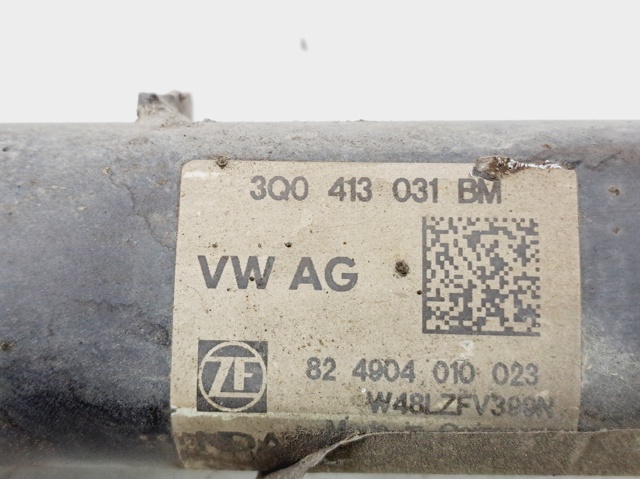 3Q0 413 031 BM
VW AG
ZF
82 4904 010 023
W48LZFV399N